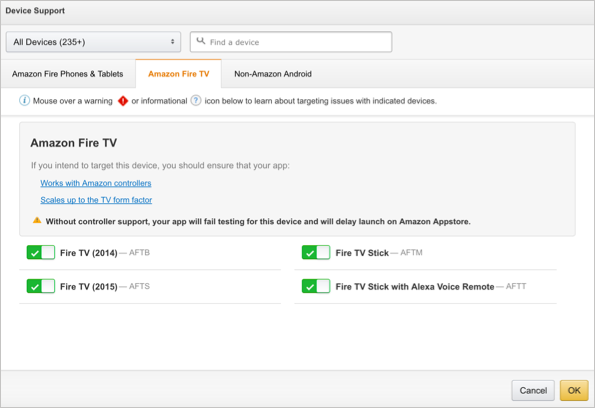 Device Support
All Devices (235+)
Find a device
Amazon Fire Phones & Tablets
Amazon Fire TV
Non-Amazon Android
Mouse over a warning or informational icon below to learn about targeting issues with indicated devices.
Amazon Fire TV
If you intend to target this device, you should ensure that your app:
Works with Amazon controllers
Scales up to the TV form factor
Without controller support, your app will fail testing for this device and will delay launch on Amazon Appstore.
Fire TV (2014) — AFTB
Fire TV Stick — AFTM
Fire TV (2015) — AFTS
Fire TV Stick with Alexa Voice Remote — AFTT
Cancel
OK